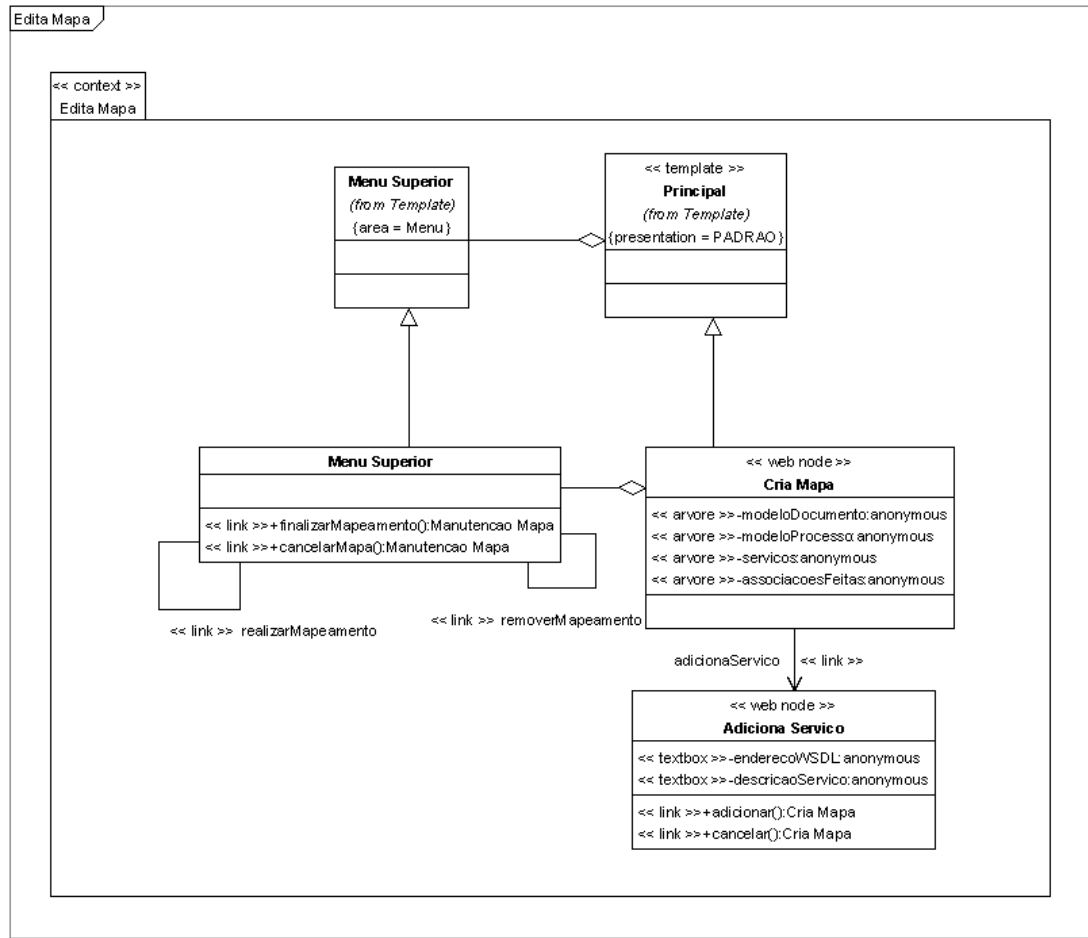 Edita Mapa
<< context >>
Edita Mapa
Menu Superior
(from Template)
{area = Menu}
<< template >>
Principal
(from Template)
{presentation = PADRAO}
Menu Superior
<< link >>+finalizarMapeamento():Manutencao Mapa
<< link >>+cancelarMapa():Manutencao Mapa
<< link >> realizarMapeamento
<< link >> removerMapeamento
<< web node >>
Cria Mapa
<< arvore >>-modeloDocumento:anonymous
<< arvore >>-modeloProcesso:anonymous
<< arvore >>-servicos:anonymous
<< arvore >>-associacoesFeitas:anonymous
adicionaServico << link >>
<< web node >>
Adiciona Servico
<< textbox >>-enderecoWSDL:anonymous
<< textbox >>-descricaoServico:anonymous
<< link >>+adicionar():Cria Mapa
<< link >>+cancelar():Cria Mapa